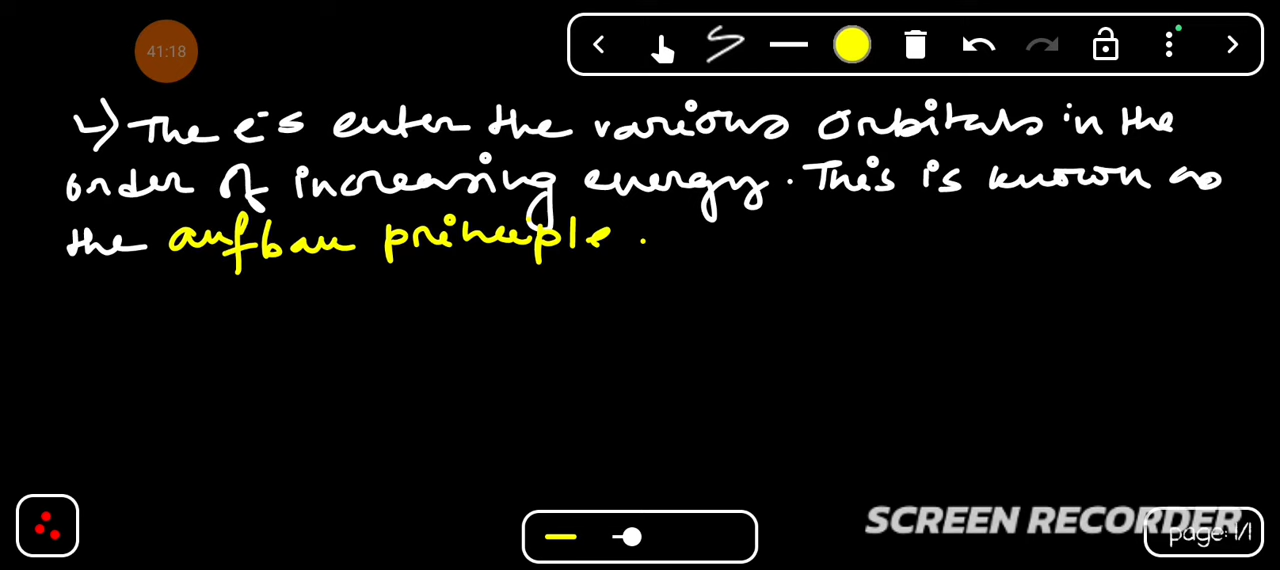 41:18
↳ The e⁻s enter the various orbitals in the
order of increasing energy. This is known as
the aufbau principle.
SCREEN RECORDER
page:1/1